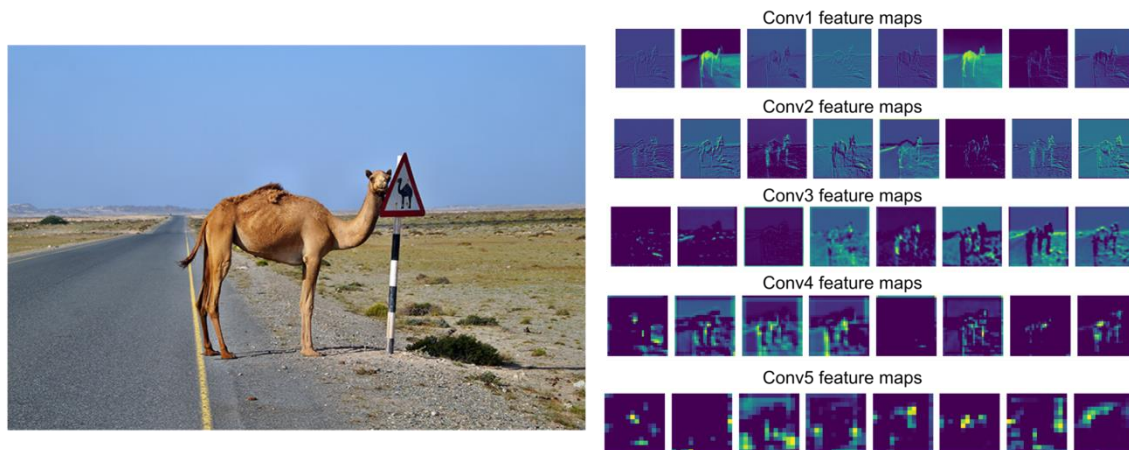 Conv1 feature maps
Conv2 feature maps
Conv3 feature maps
Conv4 feature maps
Conv5 feature maps